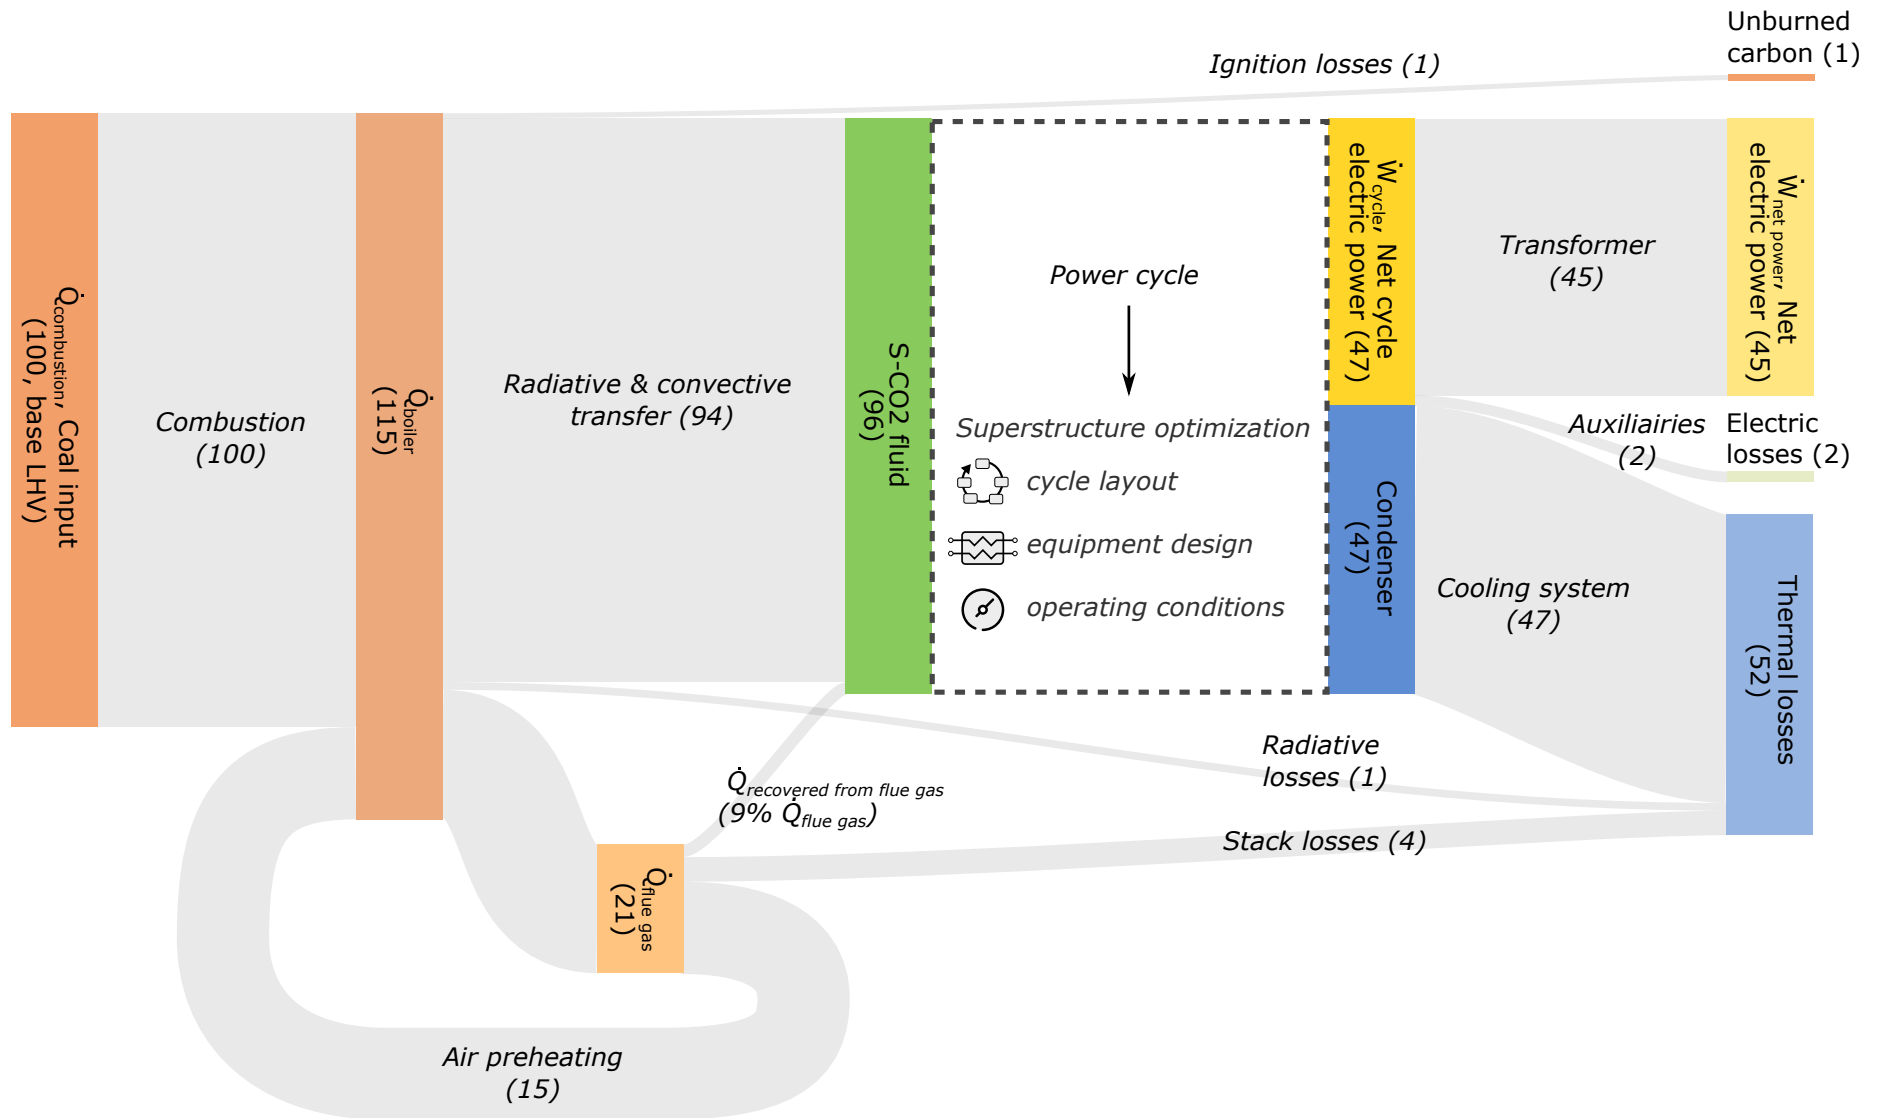 Unburned
carbon (1)
Ignition losses (1)
Q̇combustion, Coal input
(100, base LHV)
Combustion
(100)
Q̇boiler
(115)
Radiative & convective
transfer (94)
S-CO2 fluid
(96)
Power cycle
Superstructure optimization
cycle layout
equipment design
operating conditions
Ẇcycle, Net cycle
electric power (47)
Condenser
(47)
Transformer
(45)
Ẇnet power, Net
electric power (45)
Auxiliairies
(2)
Electric
losses (2)
Cooling system
(47)
Thermal losses
(52)
Radiative
losses (1)
Q̇recovered from flue gas
(9% Q̇flue gas)
Stack losses (4)
Q̇flue gas
(21)
Air preheating
(15)